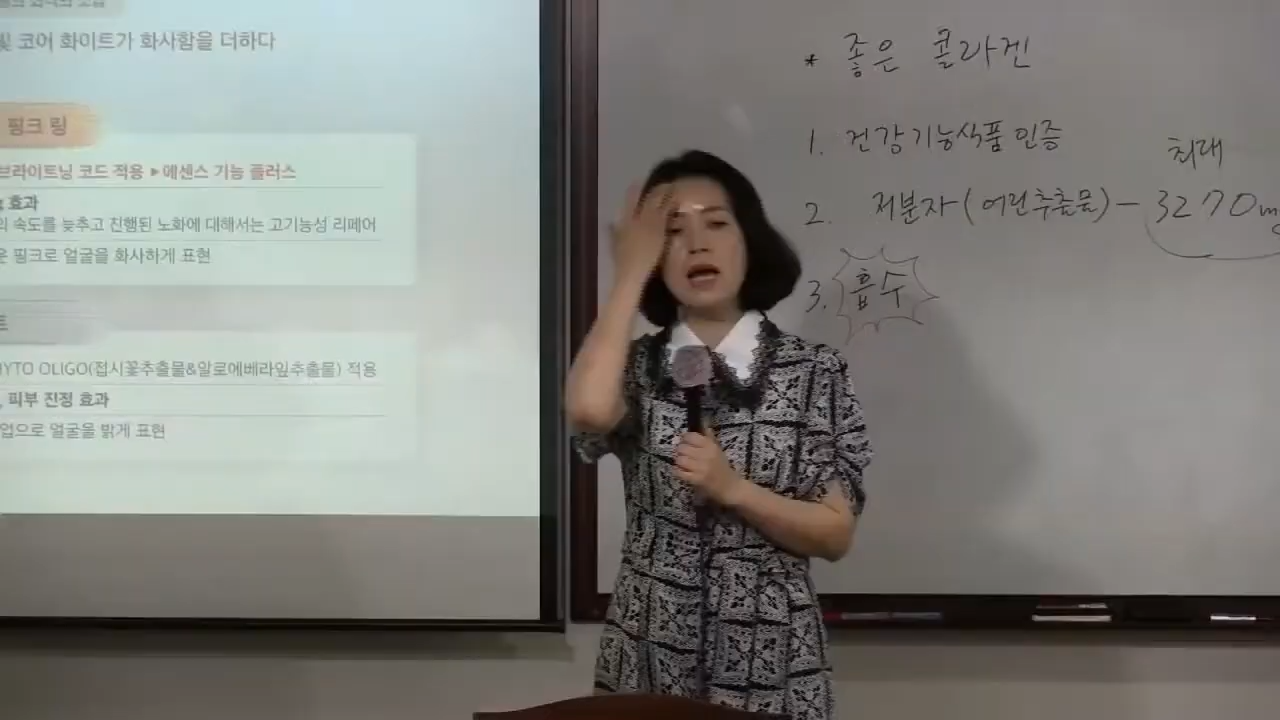 코어 화이트가 화사함을 더하다
핑크 링
브라이트닝 코드 적용 ▶ 에센스 기능 플러스
효과
의 속도를 늦추고 진행된 노화에 대해서는 고기능성 리페어
운 핑크로 얼굴을 화사하게 표현
트
HYTO OLIGO(접시꽃추출물&알로에베라잎추출물) 적용
, 피부 진정 효과
업으로 얼굴을 밝게 표현
* 좋은 콜라겐
1. 건강기능식품 인증
최대
2. 저분자 (어린추출물) - 3270mg
3. 흡수